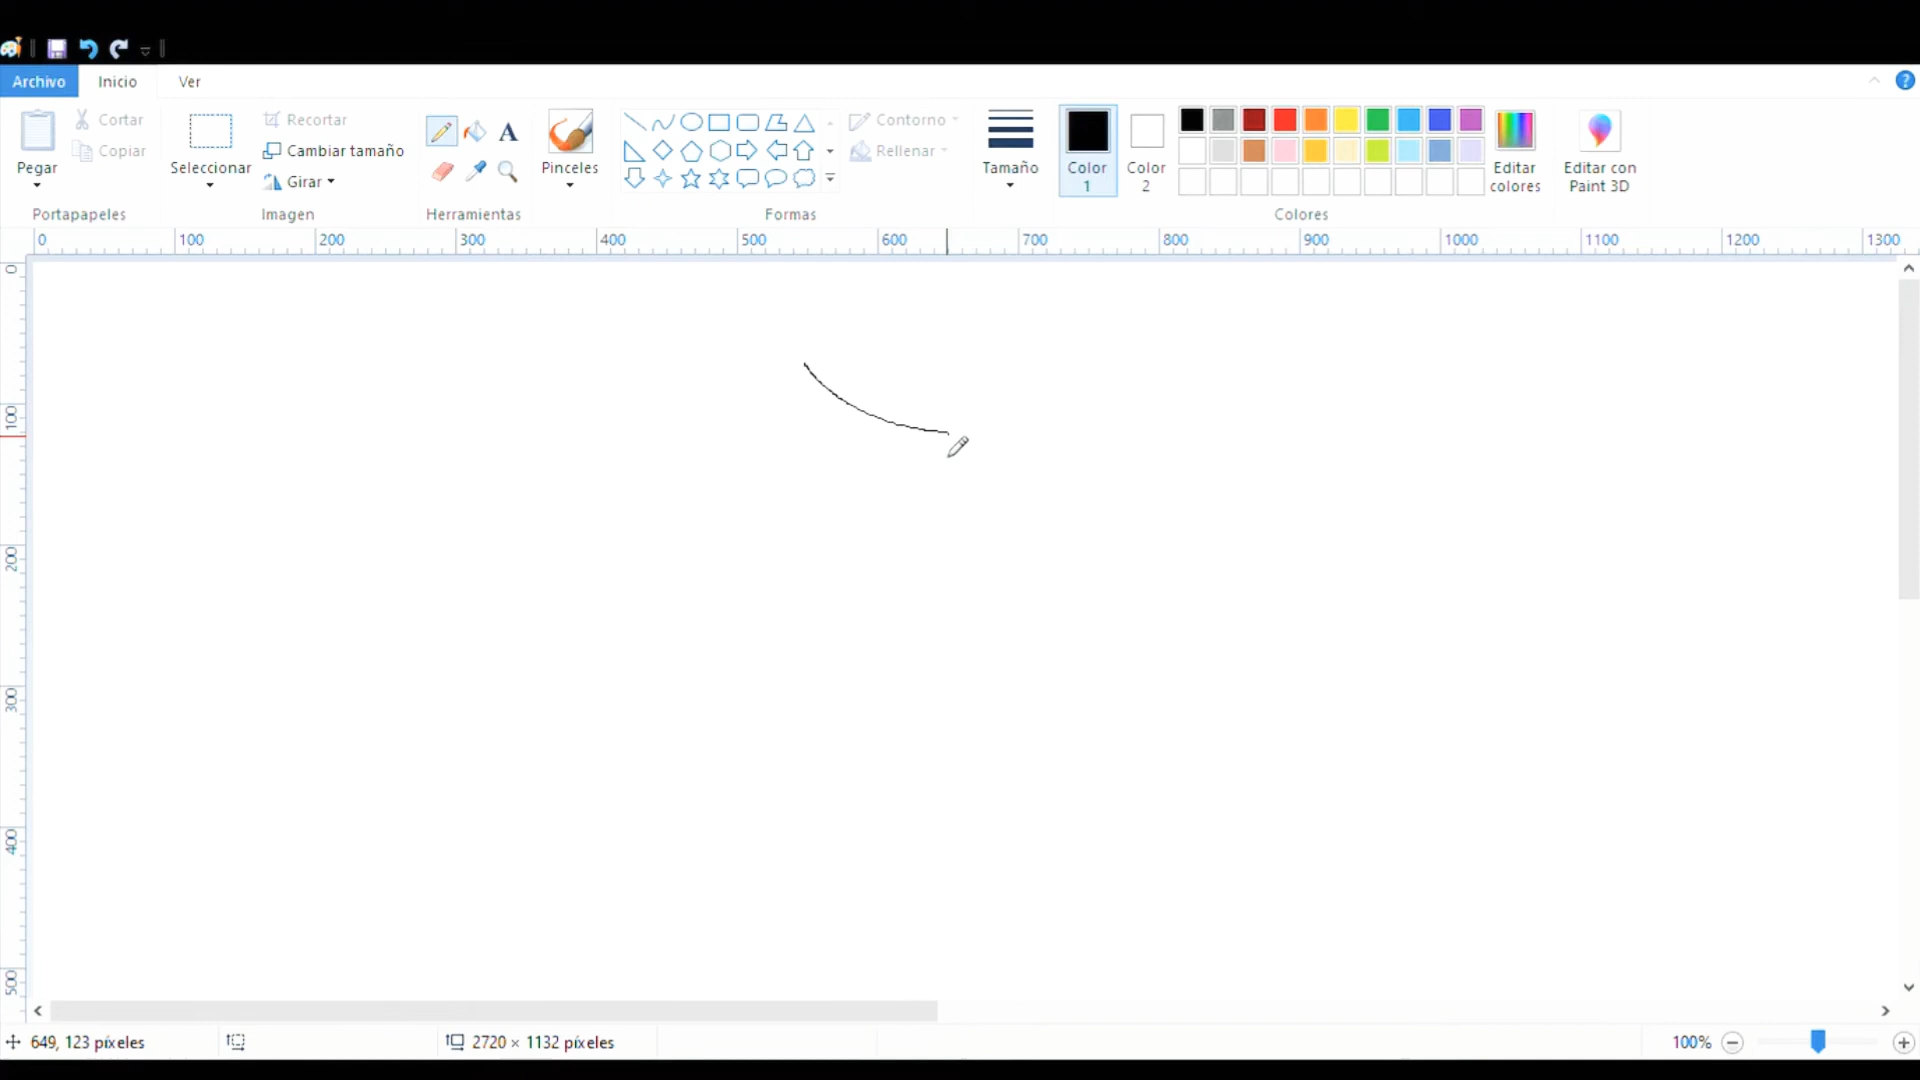 Archivo Inicio Ver
Pegar
Cortar
Copiar
Portapapeles
Seleccionar
Recortar
Cambiar tamaño
Girar
Imagen
A
Herramientas
Pinceles
Formas
Contorno
Rellenar
Tamaño
Color
1
Color
2
Colores
Editar
colores
Editar con
Paint 3D
0 100 200 300 400 500 600 700 800 900 1000 1100 1200 1300
0
100
200
300
400
500
649, 123 píxeles 2720 × 1132 píxeles 100%